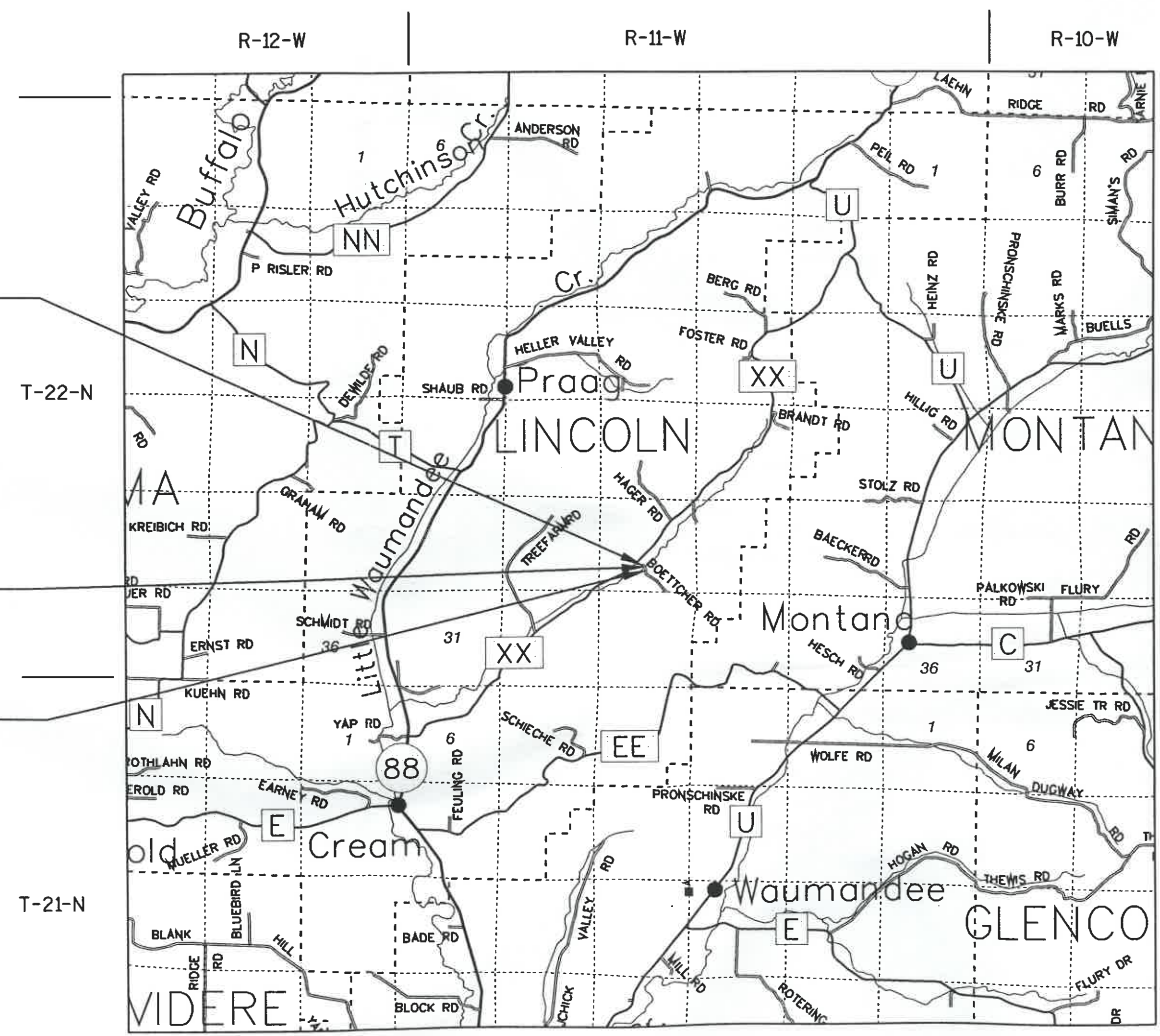 R-12-W
R-11-W
R-10-W
LAEHN
RIDGE
RD
ANDERSON
RD
Hutchinson Cr.
1
6
PEIL RD
1
6
BURR RD
RD
SIMAN'S
VALLEY RD
Buffalo
NN
U
P RISLER RD
Cr.
BERG RD
HEINZ RD
PRONSCHINSKE RD
MARKS RD
BUELLS
N
FOSTER RD
HELLER VALLEY
RD
DEWILDE RD
SHAUB RD
Praag
XX
U
T-22-N
HILLIG RD
BRANDT RD
LINCOLN
MONTAN
T
RD
MA
GRAHAM RD
HAGER RD
STOLZ RD
KREIBICH RD
TREEFARM RD
BAECKER RD
RD
Little Waumandee
BOETTCHER RD
PALKOWSKI
RD
FLURY
RD
UER RD
Montana
SCHMIDT RD
36
31
ERNST RD
XX
HESCH RD
C
36
31
KUEHN RD
N
YAP RD
1
6
SCHIECHE RD
EE
JESSIE TR RD
1
6
WOLFE RD
MILAN
DUGWAY
RD
88
FEULING RD
ROTHLAHN RD
EROLD RD
EARNEY RD
PRONSCHINSKE
RD
U
E
MUELLER RD
old
Cream
HOGAN RD
TH
THEWIS RD
BLUEBIRD LN
VALLEY
RD
Waumandee
T-21-N
GLENCO
BLANK
HILL
BADE RD
E
RIDGE
RD
MILL RD
FLURY DR
VIDERE
BLOCK RD
CHICK
ROTERING
DR